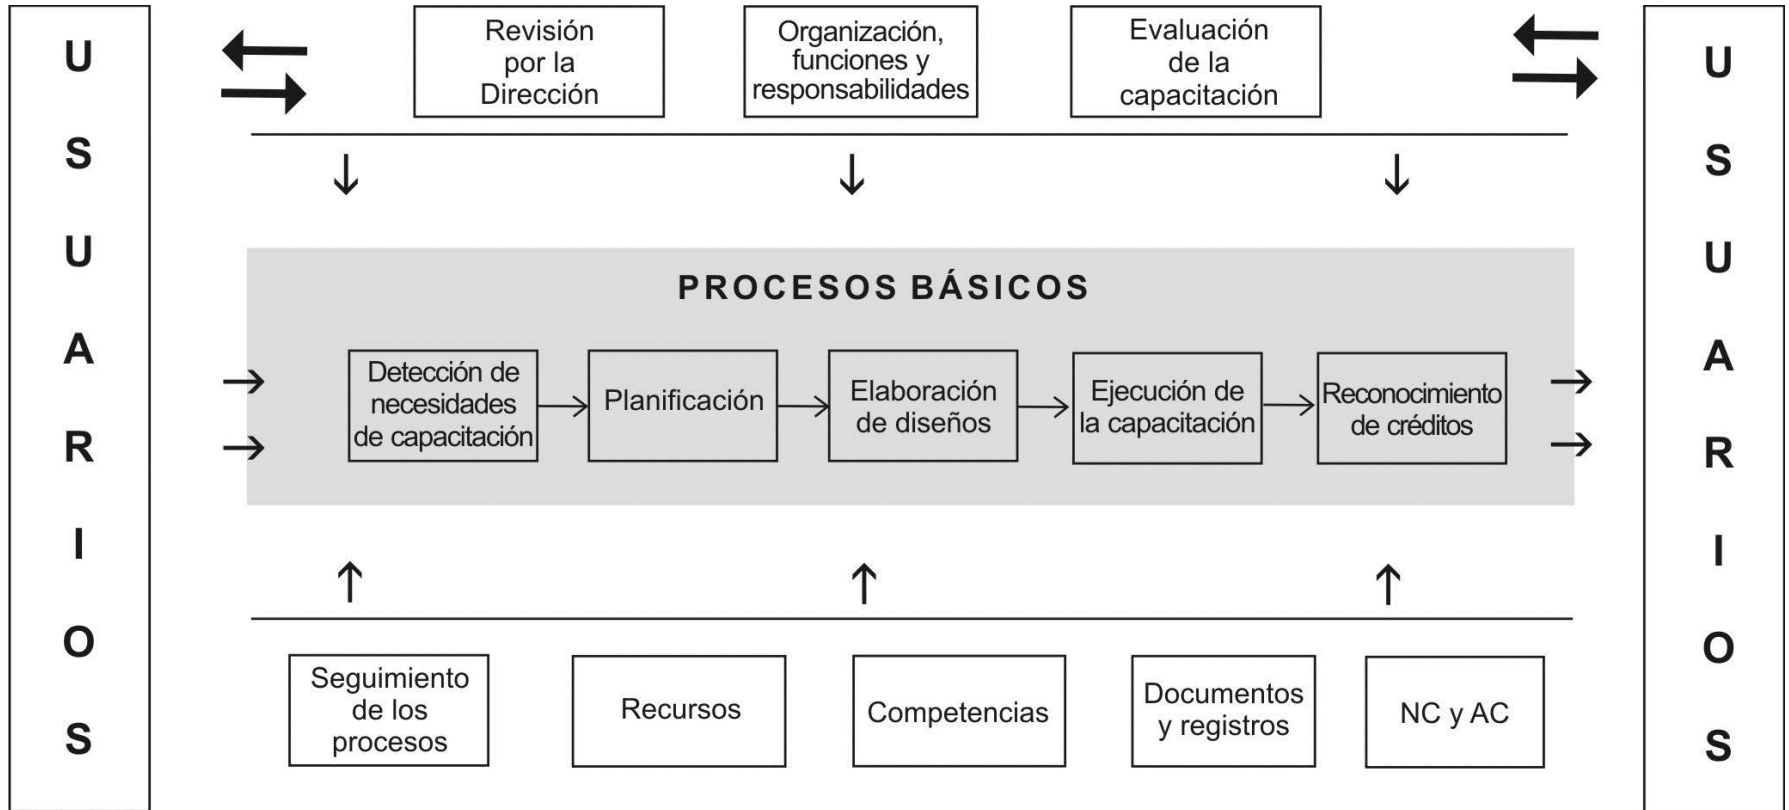 USUARIOS
Revisión
por la
Dirección
Organización,
funciones y
responsabilidades
Evaluación
de la
capacitación
PROCESOS BÁSICOS
Detección de
necesidades
de capacitación
Planificación
Elaboración
de diseños
Ejecución de
la capacitación
Reconocimiento
de créditos
Seguimiento
de los
procesos
Recursos
Competencias
Documentos
y registros
NC y AC
USUARIOS